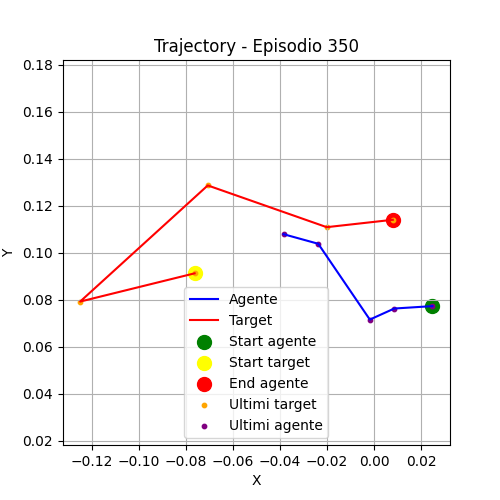 Trajectory - Episodio 350
Y
0.18
0.16
0.14
0.12
0.10
0.08
0.06
0.04
0.02
Agente
Target
Start agente
Start target
End agente
Ultimi target
Ultimi agente
−0.12 −0.10 −0.08 −0.06 −0.04 −0.02 0.00 0.02
X